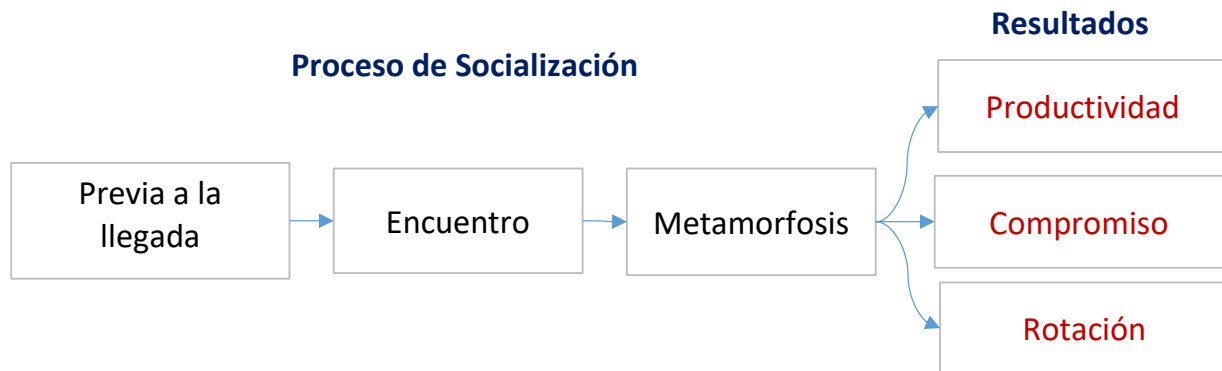 Resultados
Proceso de Socialización
Productividad
Previa a la
llegada
Encuentro
Metamorfosis
Compromiso
Rotación